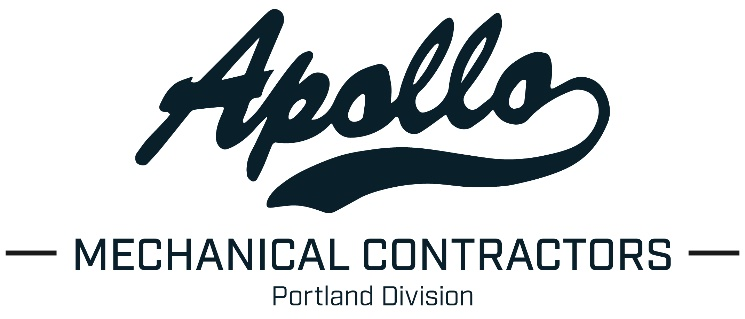 Apollo
MECHANICAL CONTRACTORS
Portland Division